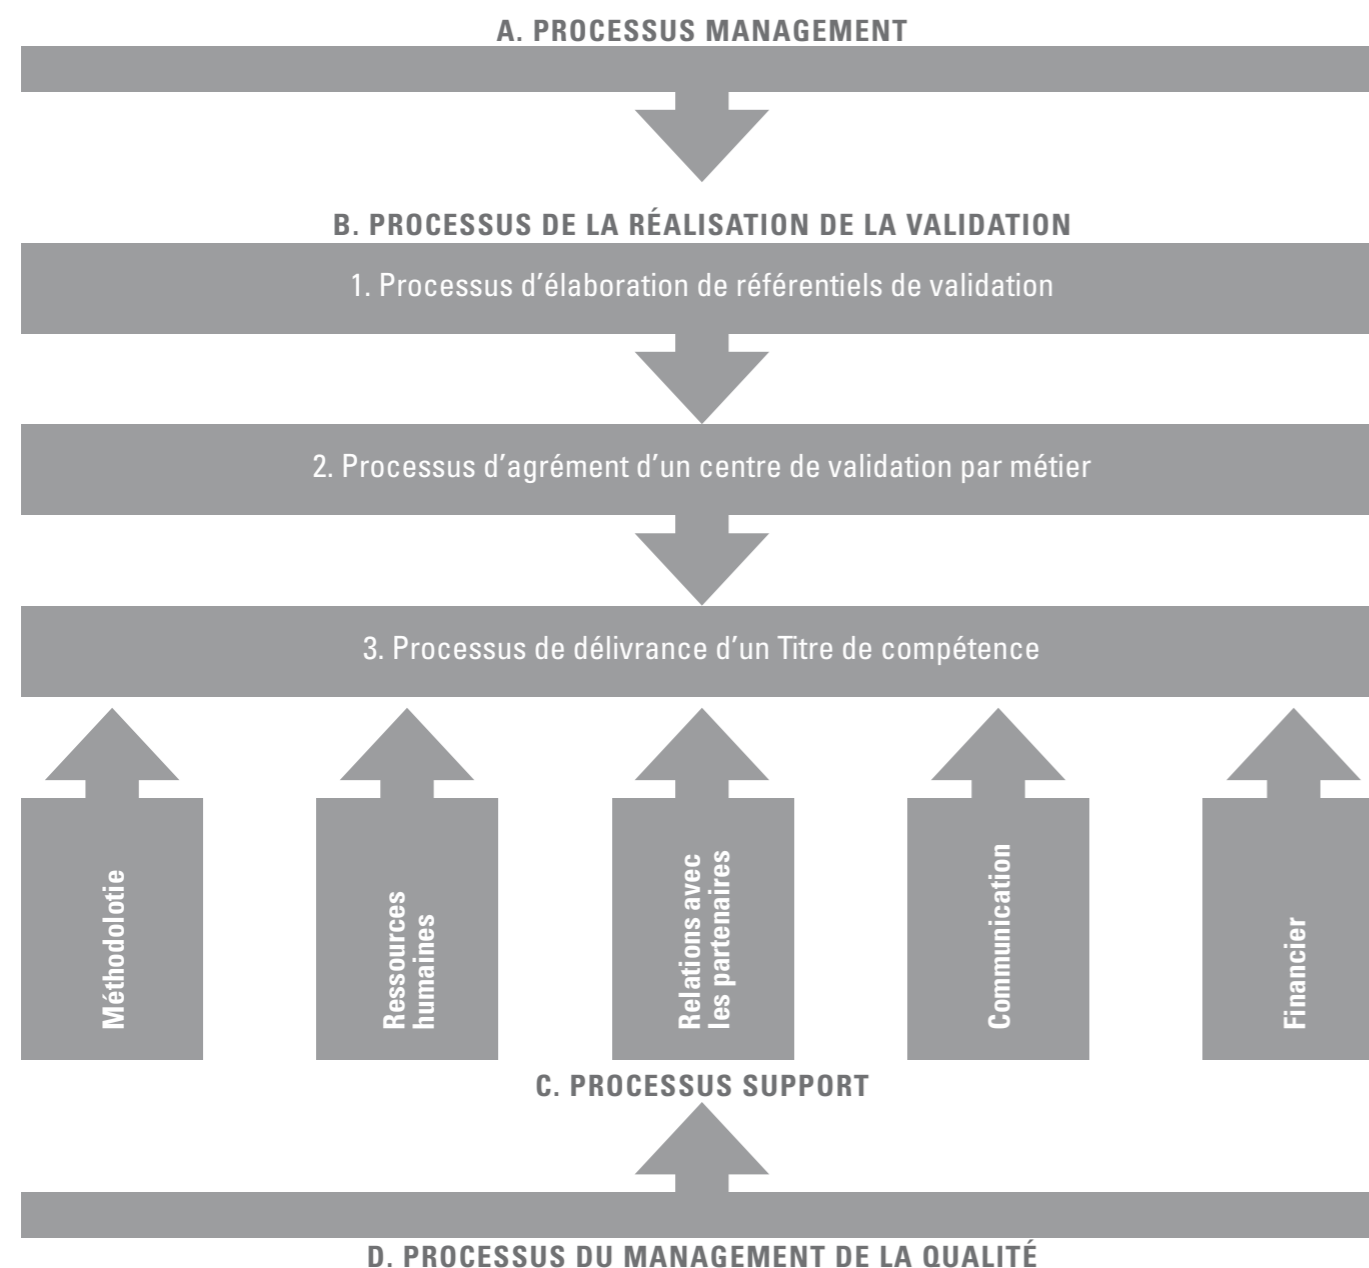 A. PROCESSUS MANAGEMENT
B. PROCESSUS DE LA RÉALISATION DE LA VALIDATION
1. Processus d’élaboration de référentiels de validation
2. Processus d’agrément d’un centre de validation par métier
3. Processus de délivrance d’un Titre de compétence
Méthodolotie
Ressources
humaines
Relations avec
les partenaires
Communication
Financier
C. PROCESSUS SUPPORT
D. PROCESSUS DU MANAGEMENT DE LA QUALITÉ